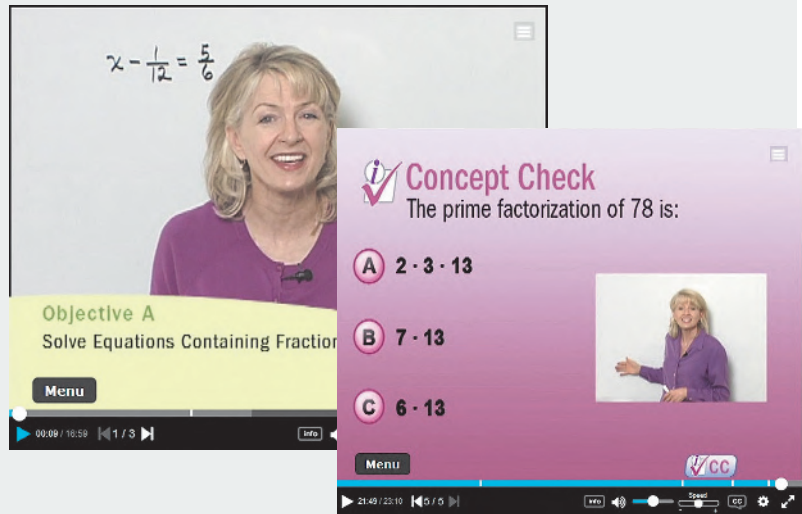 x - 1/12 = 5/6
Objective A
Solve Equations Containing Fraction
Menu
00:09 / 16:59
1 / 3
info
i
Concept Check
The prime factorization of 78 is:
A 2 · 3 · 13
B 7 · 13
C 6 · 13
Menu
i CC
21:49 / 23:10
5 / 5
info
Speed
- +
CC